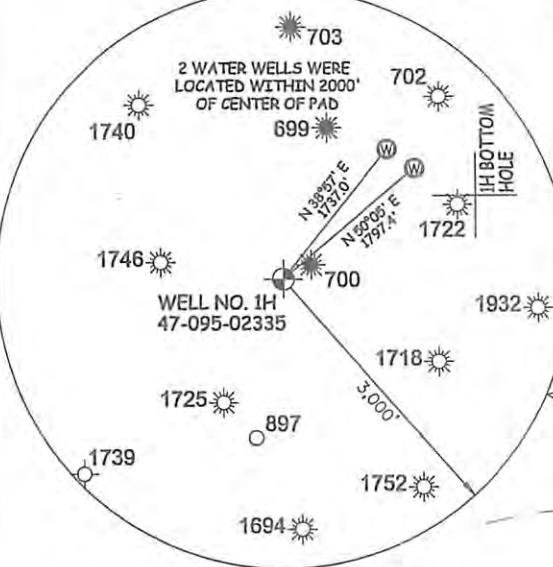 703
2 WATER WELLS WERE
LOCATED WITHIN 2000'
OF CENTER OF PAD
702
1740
699
W
W
1H BOTTOM
HOLE
N 38°57' E
1737.0'
N 50°05' E
1797.4'
1722
1746
700
WELL NO. 1H
47-095-02335
1932
1718
3,000'
1725
897
1739
1752
1694